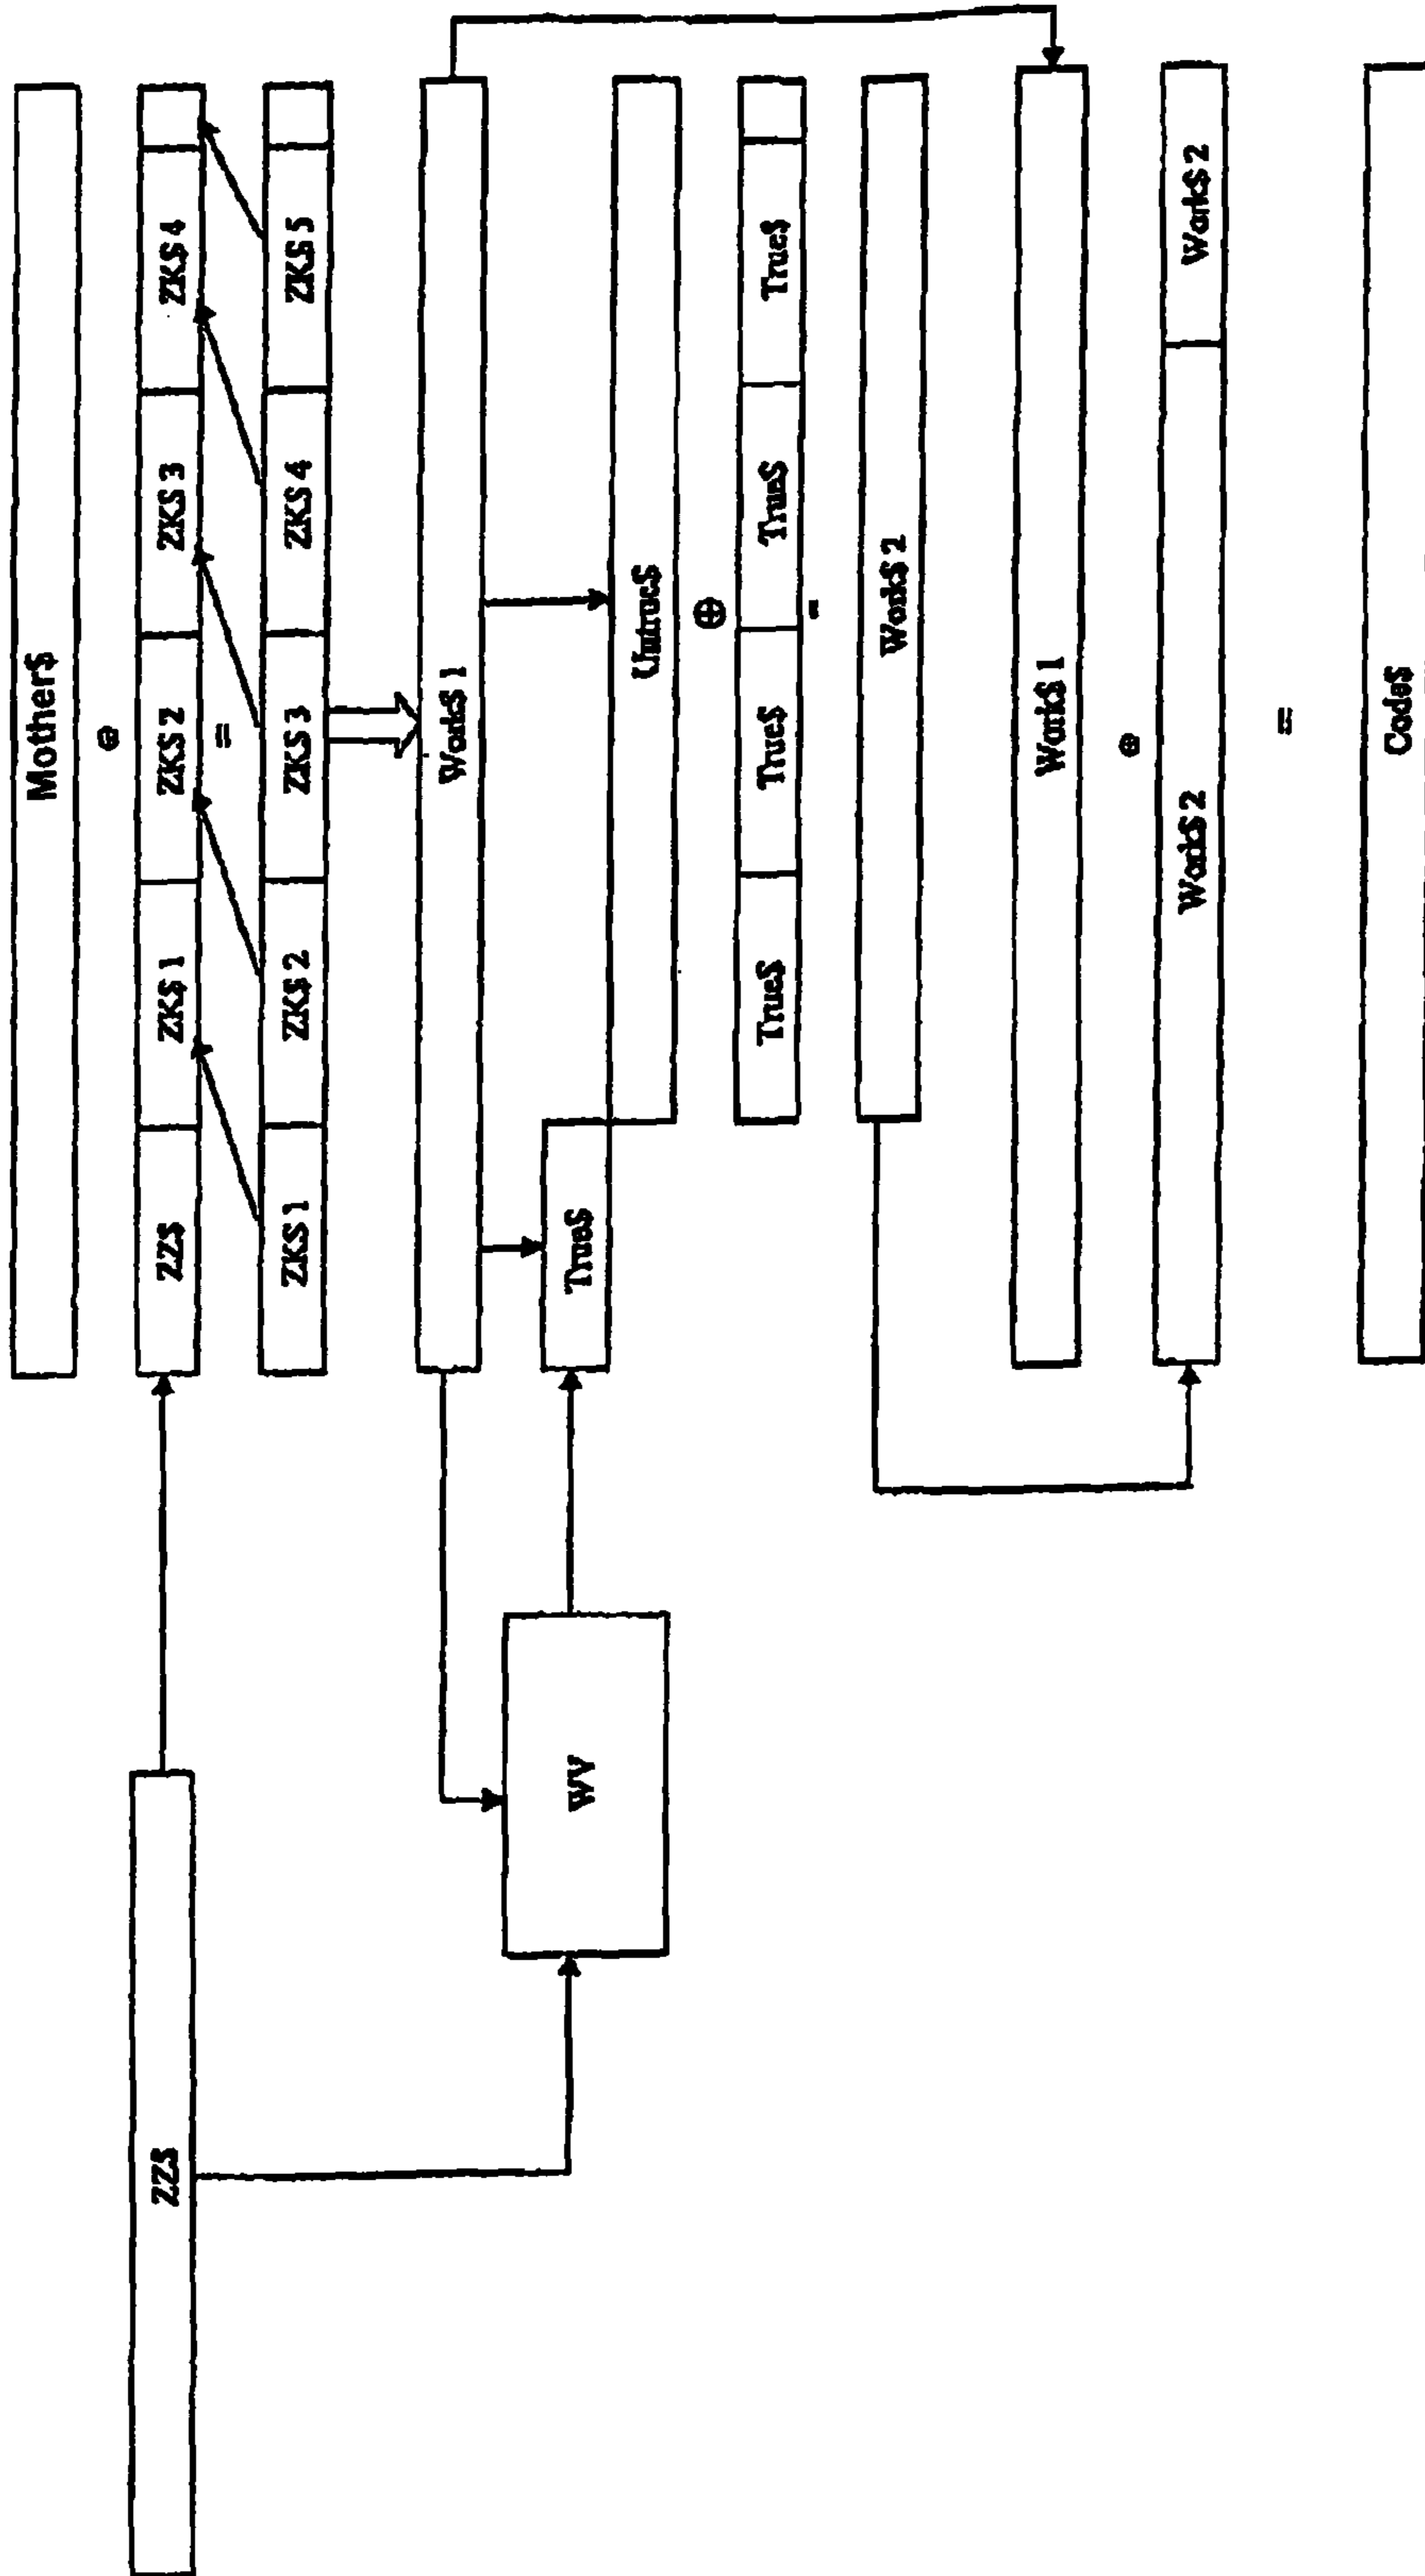 Mother$
⊕
ZZ$ ZZ$ ZK$ 1 ZK$ 2 ZK$ 3 ZK$ 4
=
ZK$ 1 ZK$ 2 ZK$ 3 ZK$ 4 ZK$ 5
Work$ 1
WV True$
Untrue$
⊕
True$ True$ True$ True$
=
Work$ 2
Work$ 1
⊕
Work$ 2 Work$ 2
=
Code$